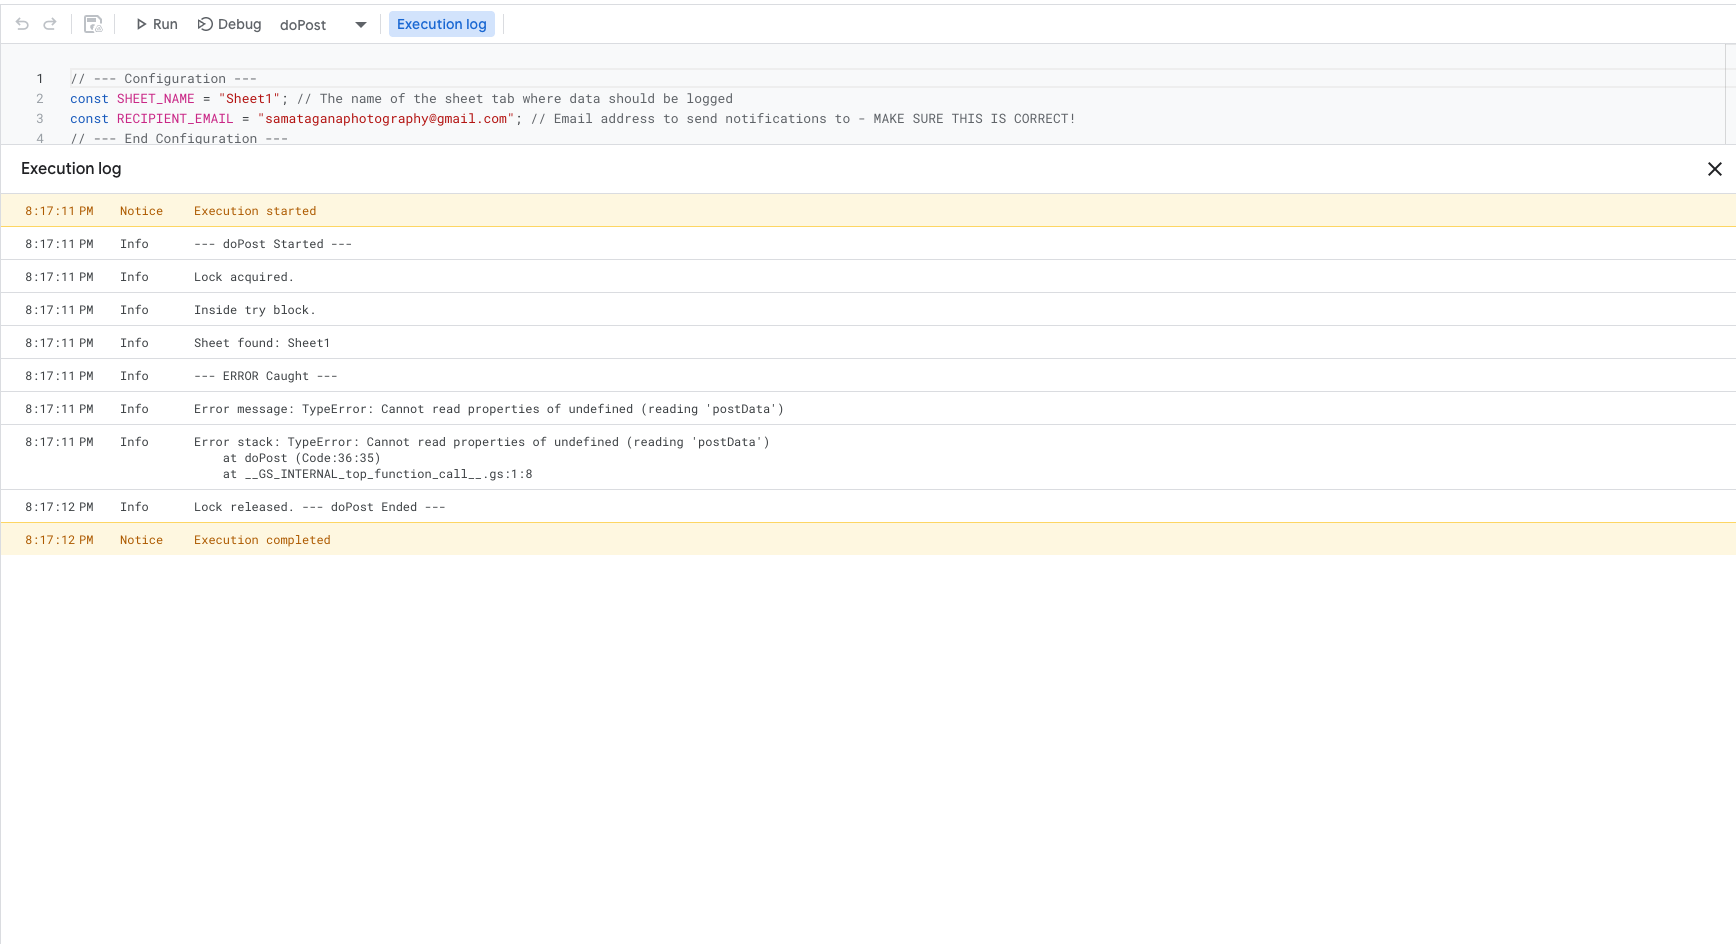 Run Debug doPost Execution log
1 // --- Configuration ---
2 const SHEET_NAME = "Sheet1"; // The name of the sheet tab where data should be logged
3 const RECIPIENT_EMAIL = "samataganaphotography@gmail.com"; // Email address to send notifications to - MAKE SURE THIS IS CORRECT!
4 // --- End Configuration ---
Execution log
8:17:11 PM Notice Execution started
8:17:11 PM Info --- doPost Started ---
8:17:11 PM Info Lock acquired.
8:17:11 PM Info Inside try block.
8:17:11 PM Info Sheet found: Sheet1
8:17:11 PM Info --- ERROR Caught ---
8:17:11 PM Info Error message: TypeError: Cannot read properties of undefined (reading 'postData')
8:17:11 PM Info Error stack: TypeError: Cannot read properties of undefined (reading 'postData')
at doPost (Code:36:35)
at __GS_INTERNAL_top_function_call__.gs:1:8
8:17:12 PM Info Lock released. --- doPost Ended ---
8:17:12 PM Notice Execution completed